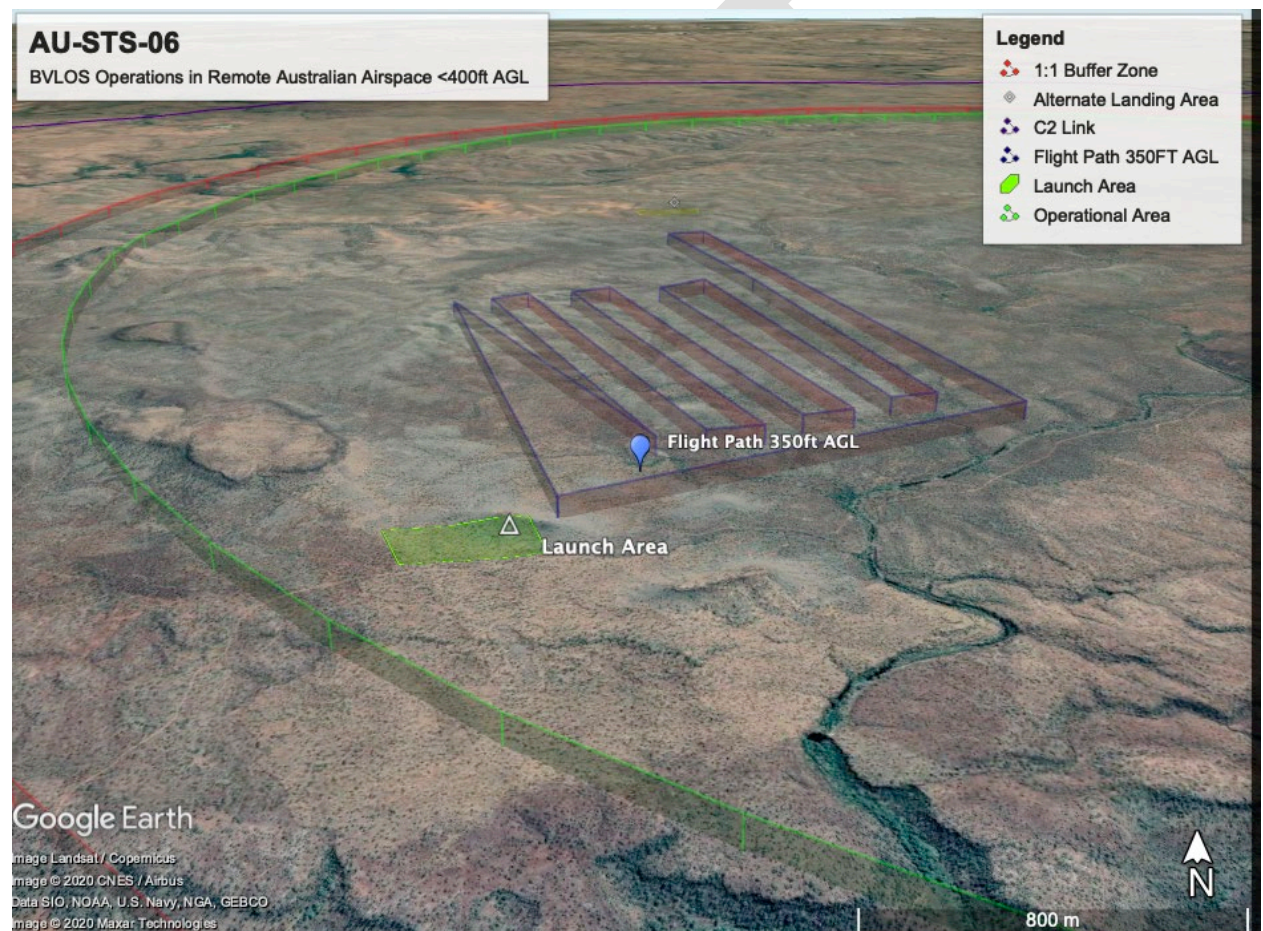 AU-STS-06
BVLOS Operations in Remote Australian Airspace <400ft AGL
Legend
1:1 Buffer Zone
Alternate Landing Area
C2 Link
Flight Path 350FT AGL
Launch Area
Operational Area
Flight Path 350ft AGL
Launch Area
Google Earth
Image Landsat / Copernicus
Image © 2020 CNES / Airbus
Data SIO, NOAA, U.S. Navy, NGA, GEBCO
Image © 2020 Maxar Technologies
N
800 m